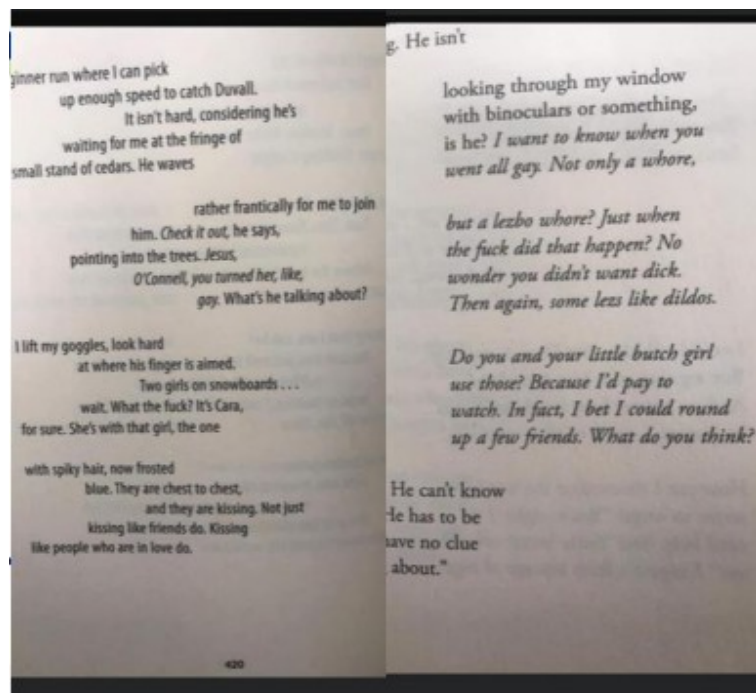 ginner run where I can pick
up enough speed to catch Duvall.
It isn't hard, considering he's
waiting for me at the fringe of
small stand of cedars. He waves
rather frantically for me to join
him. Check it out, he says,
pointing into the trees. Jesus,
O'Connell, you turned her, like,
gay. What's he talking about?
I lift my goggles, look hard
at where his finger is aimed.
Two girls on snowboards . . .
wait. What the fuck? It's Cara,
for sure. She's with that girl, the one
with spiky hair, now frosted
blue. They are chest to chest,
and they are kissing. Not just
kissing like friends do. Kissing
like people who are in love do.
420
g. He isn't
looking through my window
with binoculars or something,
is he? I want to know when you
went all gay. Not only a whore,
but a lezbo whore? Just when
the fuck did that happen? No
wonder you didn't want dick.
Then again, some lezs like dildos.
Do you and your little butch girl
use those? Because I'd pay to
watch. In fact, I bet I could round
up a few friends. What do you think?
He can't know
He has to be
have no clue
about."